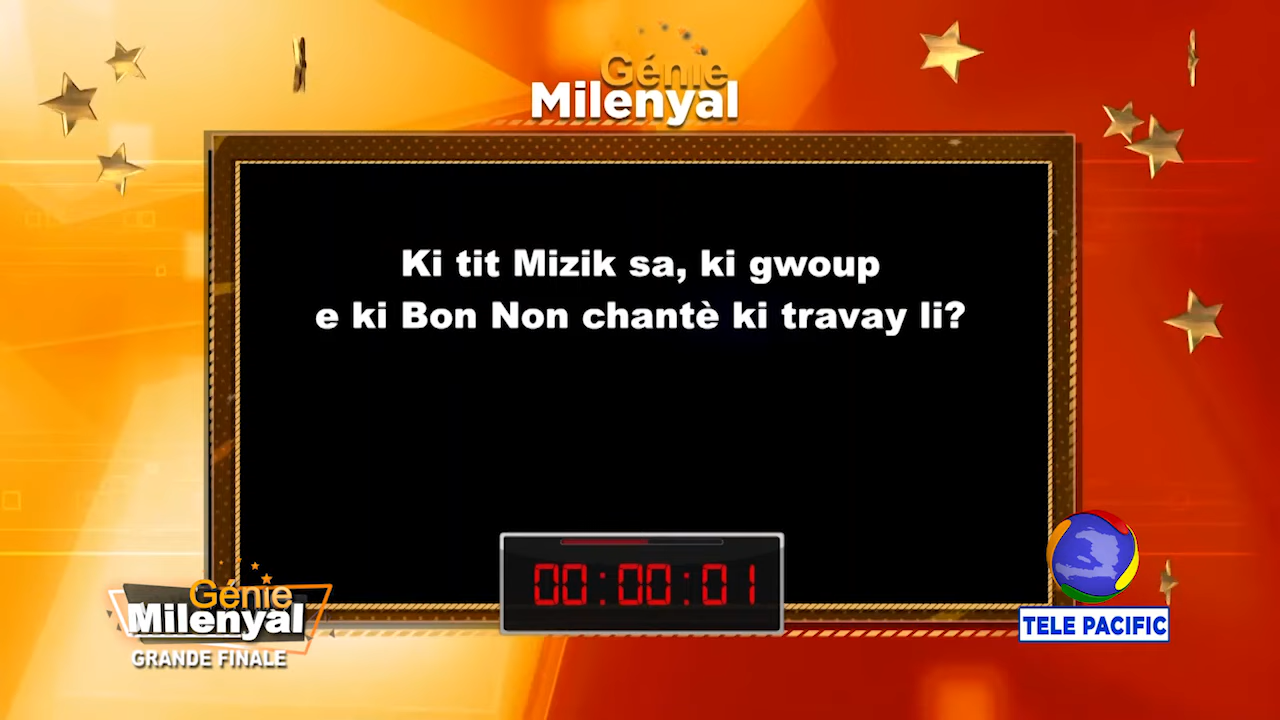 Génie
Milenyal
Ki tit Mizik sa, ki gwoup
e ki Bon Non chantè ki travay li?
00:00:01
Génie
Milenyal
GRANDE FINALE
TELE PACIFIC